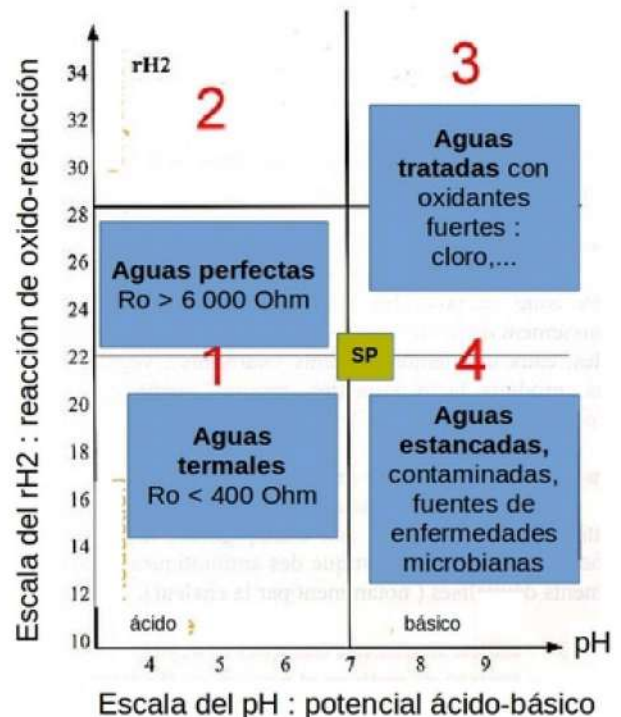 Escala del rH2 : reacción de oxido-reducción
rH2
34
32
30
28
26
24
22
20
18
16
14
12
10
2
3
Aguas
tratadas con
oxidantes
fuertes :
cloro,...
Aguas perfectas
Ro > 6 000 Ohm
1
SP
4
Aguas
termales
Ro < 400 Ohm
Aguas
estancadas,
contaminadas,
fuentes de
enfermedades
microbianas
ácido
básico
pH
4 5 6 7 8 9
Escala del pH : potencial ácido-básico